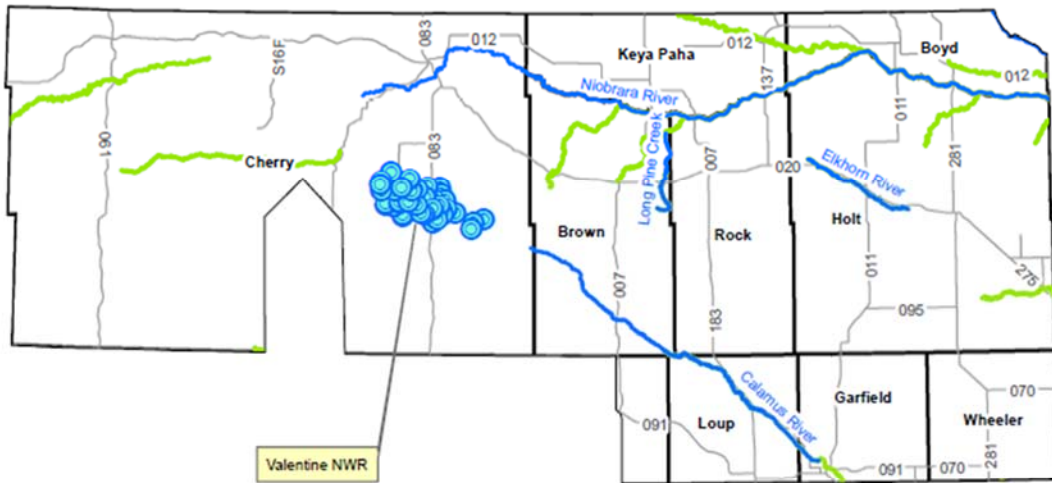 083
S16F
012
Keya Paha
012
Boyd
137
012
Niobrara River
011
281
061
083
Cherry
Long Pine Creek
007
020
Elkhorn River
Brown
Rock
Holt
007
011
275
183
095
Calamus River
Garfield
070
091
Loup
Wheeler
Valentine NWR
091
070
281